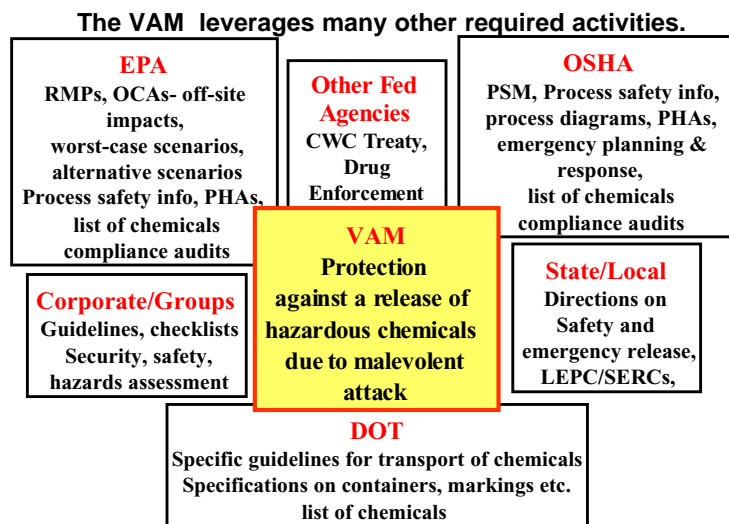 The VAM leverages many other required activities.
EPA
RMPs, OCAs- off-site
impacts,
worst-case scenarios,
alternative scenarios
Process safety info, PHAs,
list of chemicals
compliance audits
Other Fed
Agencies
CWC Treaty,
Drug
Enforcement
OSHA
PSM, Process safety info,
process diagrams, PHAs,
emergency planning &
response,
list of chemicals
compliance audits
VAM
Protection
against a release of
hazardous chemicals
due to malevolent
attack
Corporate/Groups
Guidelines, checklists
Security, safety,
hazards assessment
State/Local
Directions on
Safety and
emergency release,
LEPC/SERCs,
DOT
Specific guidelines for transport of chemicals
Specifications on containers, markings etc.
list of chemicals